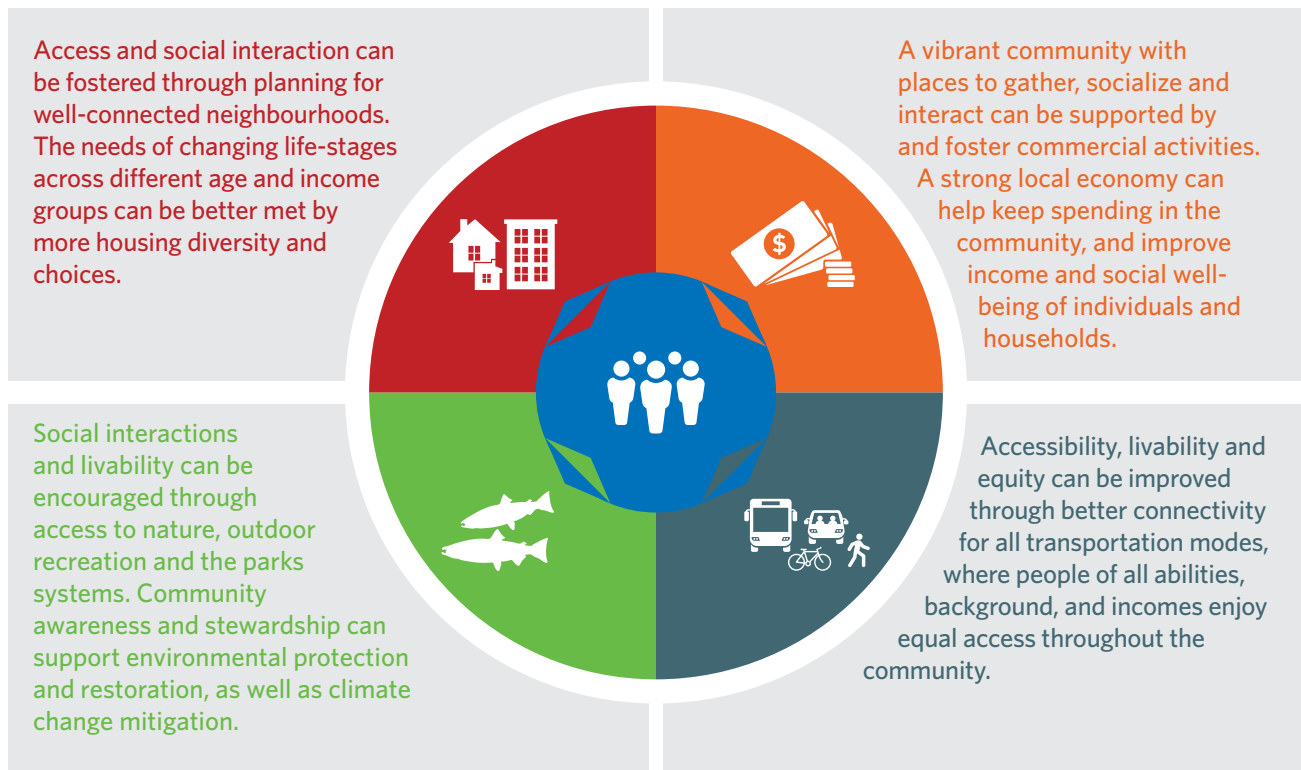 Access and social interaction can
be fostered through planning for
well-connected neighbourhoods.
The needs of changing life-stages
across different age and income
groups can be better met by
more housing diversity and
choices.
A vibrant community with
places to gather, socialize and
interact can be supported by
and foster commercial activities.
A strong local economy can
help keep spending in the
community, and improve
income and social well-
being of individuals and
households.
$
Social interactions
and livability can be
encouraged through
access to nature, outdoor
recreation and the parks
systems. Community
awareness and stewardship can
support environmental protection
and restoration, as well as climate
change mitigation.
Accessibility, livability and
equity can be improved
through better connectivity
for all transportation modes,
where people of all abilities,
background, and incomes enjoy
equal access throughout the
community.